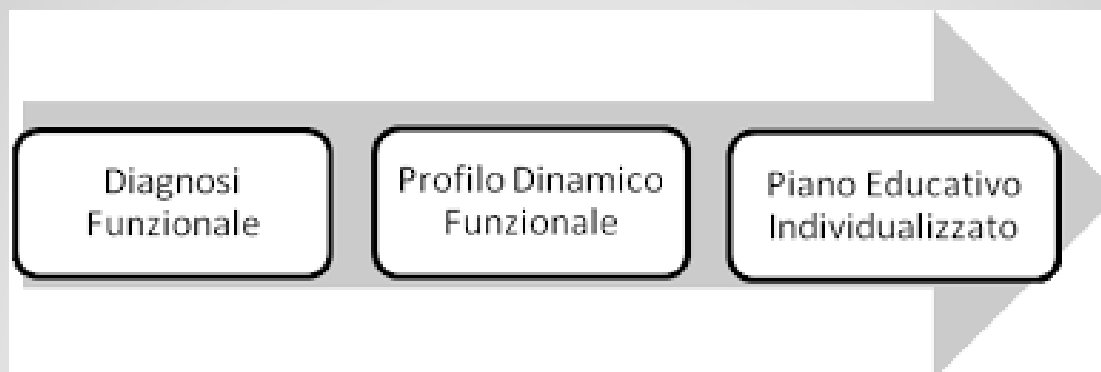 Diagnosi
Funzionale
Profilo Dinamico
Funzionale
Piano Educativo
Individualizzato